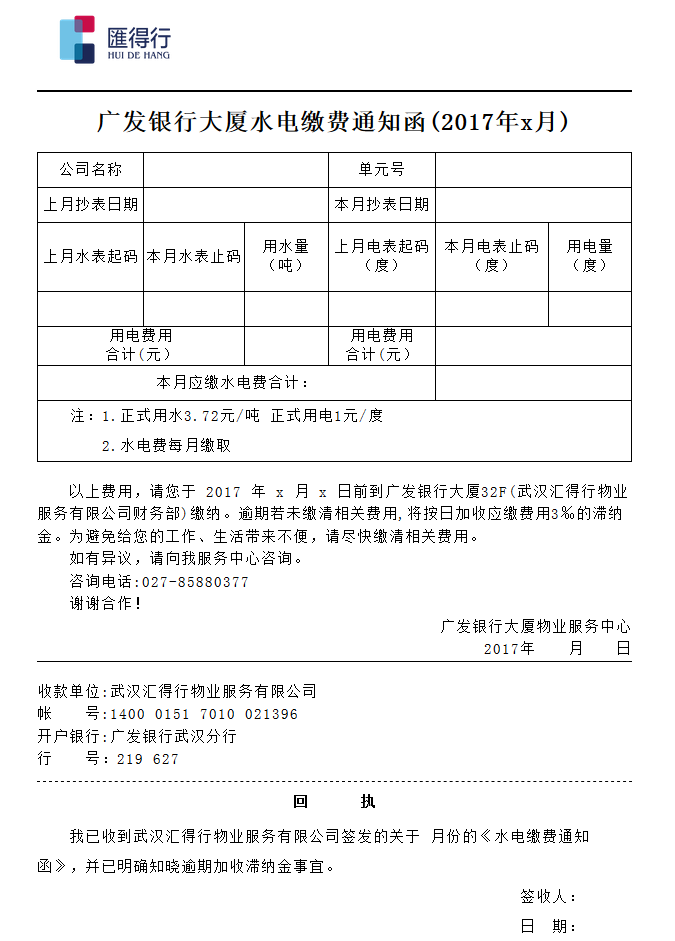 匯得行
HUI DE HANG
广发银行大厦水电缴费通知函(2017年x月)
公司名称 单元号
上月抄表日期 本月抄表日期
上月水表起码 本月水表止码 用水量（吨） 上月电表起码（度） 本月电表止码（度） 用电量（度）
用电费用合计(元） 用电费用合计(元）
本月应缴水电费合计：
注：1.正式用水3.72元/吨 正式用电1元/度
2.水电费每月缴取
以上费用，请您于 2017 年 x 月 x 日前到广发银行大厦32F(武汉汇得行物业
服务有限公司财务部)缴纳。逾期若未缴清相关费用,将按日加收应缴费用3‰的滞纳
金。为避免给您的工作、生活带来不便，请尽快缴清相关费用。
如有异议，请向我服务中心咨询。
咨询电话:027-85880377
谢谢合作！
广发银行大厦物业服务中心
2017年 月 日
收款单位:武汉汇得行物业服务有限公司
帐 号:1400 0151 7010 021396
开户银行:广发银行武汉分行
行 号：219 627
回 执
我已收到武汉汇得行物业服务有限公司签发的关于 月份的《水电缴费通知
函》，并已明确知晓逾期加收滞纳金事宜。
签收人：
日 期：